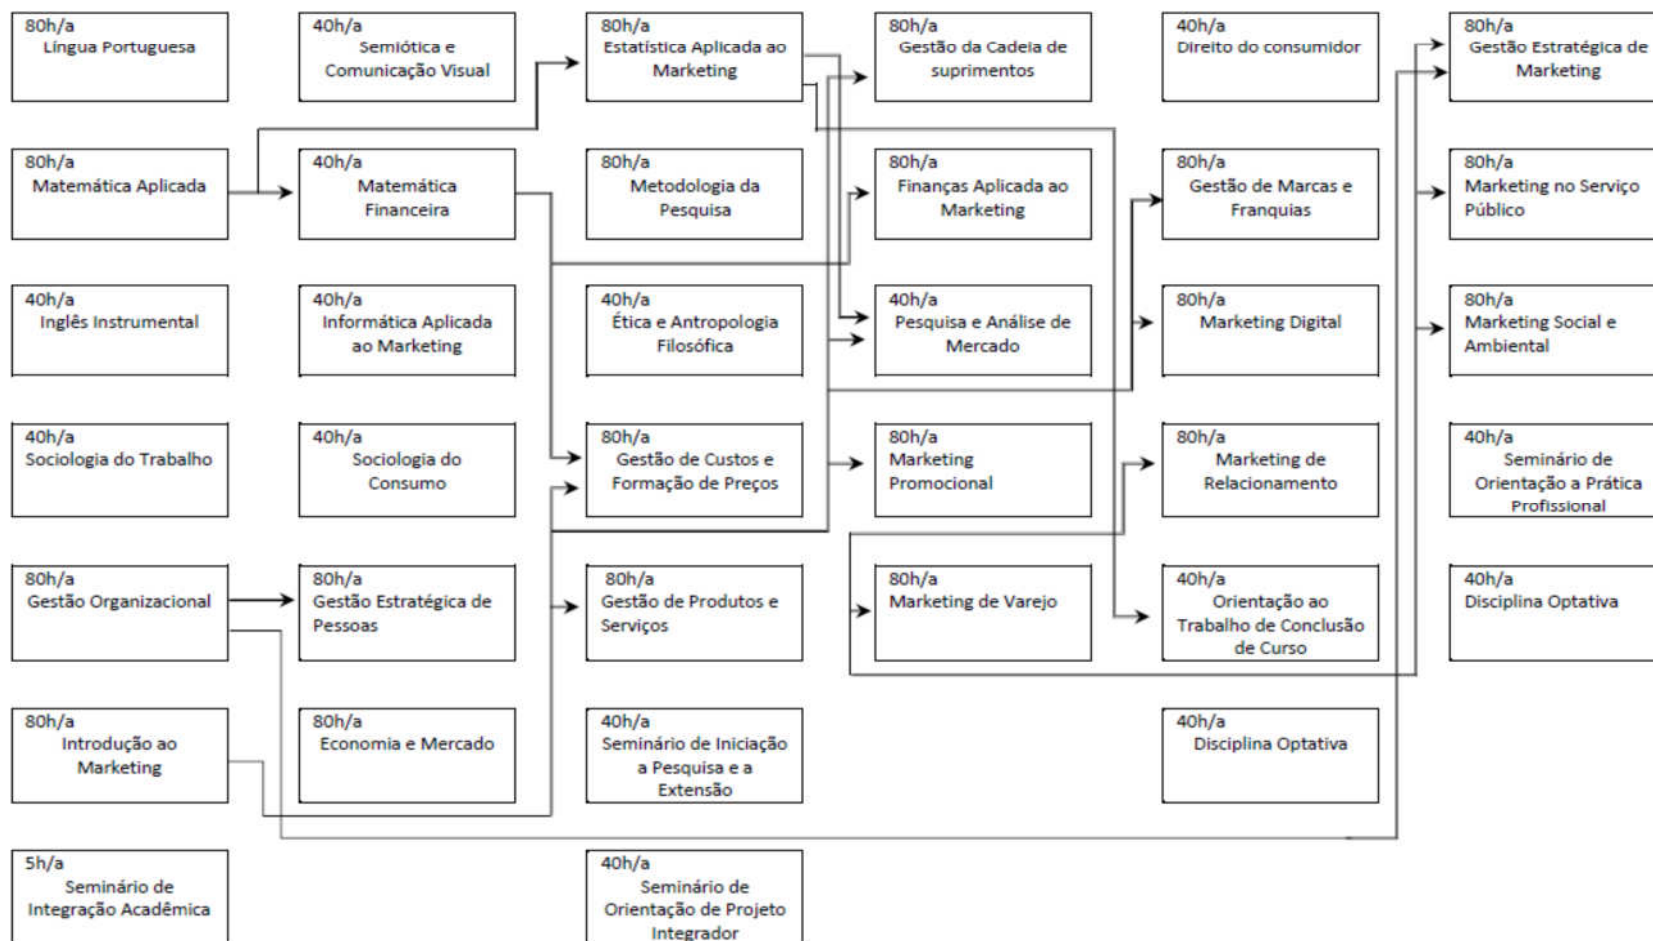 80h/a
Língua Portuguesa
40h/a
Semiótica e
Comunicação Visual
80h/a
Estatística Aplicada ao
Marketing
80h/a
Gestão da Cadeia de
suprimentos
40h/a
Direito do consumidor
80h/a
Gestão Estratégica de
Marketing
80h/a
Matemática Aplicada
40h/a
Matemática
Financeira
80h/a
Metodologia da
Pesquisa
80h/a
Finanças Aplicada ao
Marketing
80h/a
Gestão de Marcas e
Franquias
80h/a
Marketing no Serviço
Público
40h/a
Inglês Instrumental
40h/a
Informática Aplicada
ao Marketing
40h/a
Ética e Antropologia
Filosófica
40h/a
Pesquisa e Análise de
Mercado
80h/a
Marketing Digital
80h/a
Marketing Social e
Ambiental
40h/a
Sociologia do Trabalho
40h/a
Sociologia do
Consumo
80h/a
Gestão de Custos e
Formação de Preços
80h/a
Marketing
Promocional
80h/a
Marketing de
Relacionamento
40h/a
Seminário de
Orientação a Prática
Profissional
80h/a
Gestão Organizacional
80h/a
Gestão Estratégica de
Pessoas
80h/a
Gestão de Produtos e
Serviços
80h/a
Marketing de Varejo
40h/a
Orientação ao
Trabalho de Conclusão
de Curso
40h/a
Disciplina Optativa
80h/a
Introdução ao
Marketing
80h/a
Economia e Mercado
40h/a
Seminário de Iniciação
a Pesquisa e a
Extensão
40h/a
Disciplina Optativa
5h/a
Seminário de
Integração Acadêmica
40h/a
Seminário de
Orientação de Projeto
Integrador